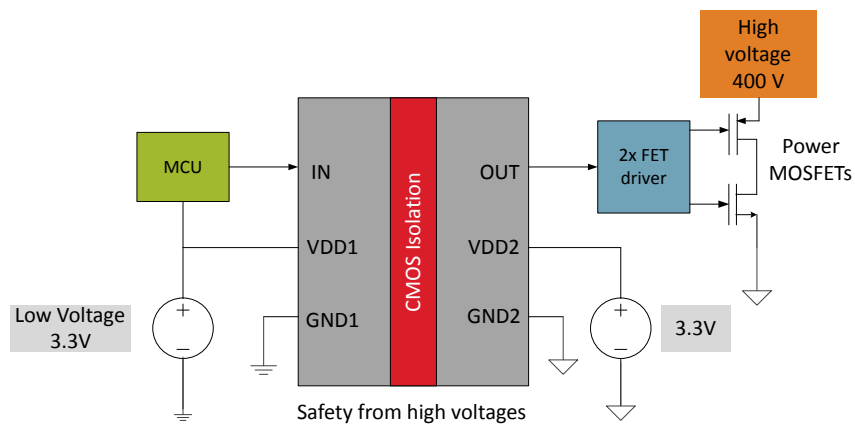 High
voltage
400 V
MCU
IN
OUT
2x FET
driver
Power
MOSFETs
CMOS Isolation
VDD1
VDD2
Low Voltage
3.3V
+
−
GND1
GND2
+
−
3.3V
Safety from high voltages